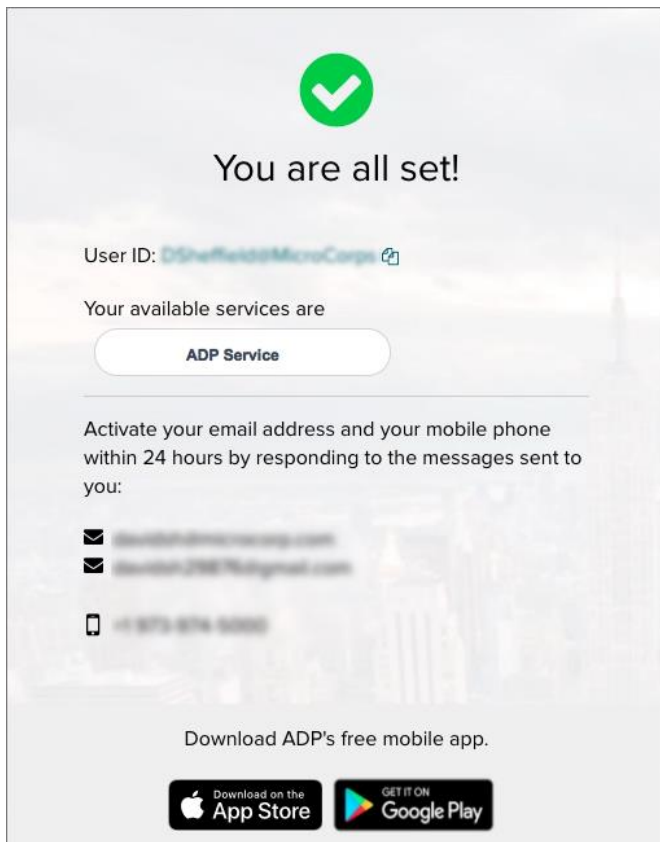 You are all set!
User ID:
Your available services are
ADP Service
Activate your email address and your mobile phone
within 24 hours by responding to the messages sent to
you:
Download ADP's free mobile app.
Download on the
App Store
GET IT ON
Google Play